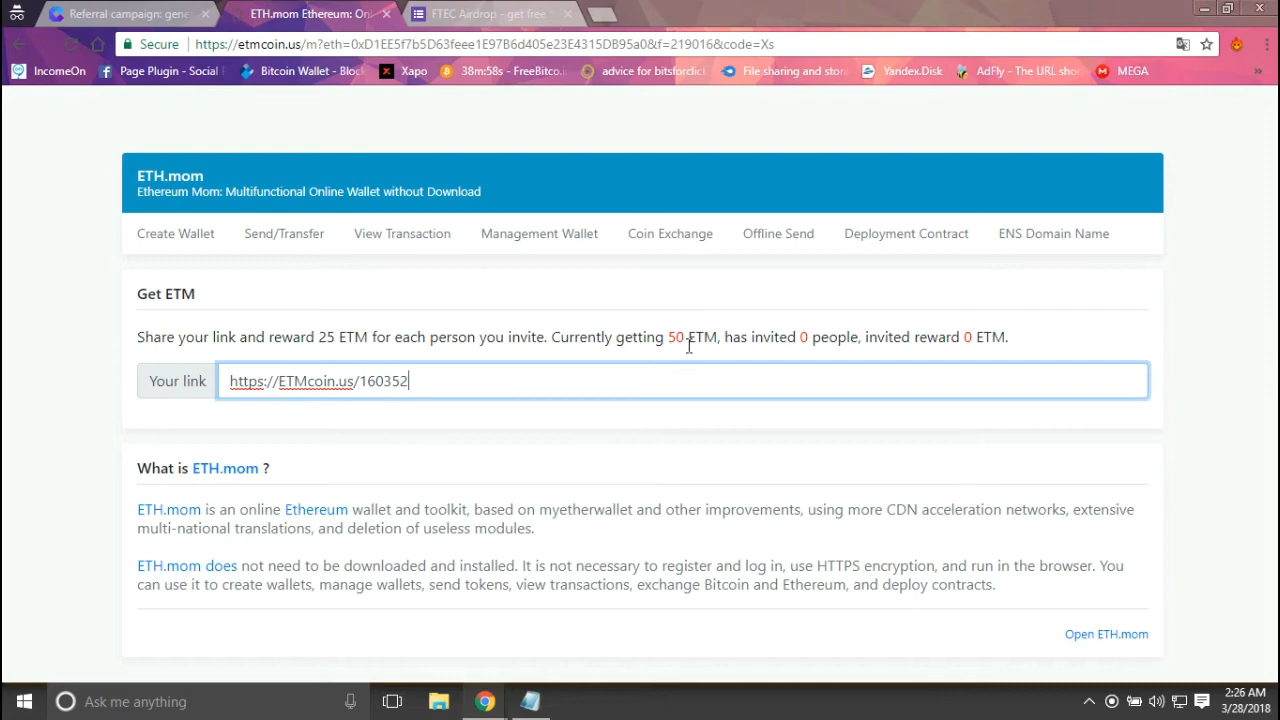 Referral campaign: gene
ETH.mom Ethereum: Onl
FTEC Airdrop - get free
Secure
https://etmcoin.us/m?eth=0xD1EE5f7b5D63feee1E97B6d405e23E4315DB95a0&f=219016&code=Xs
IncomeOn
Page Plugin - Social
Bitcoin Wallet - Block
Xapo
38m:58s - FreeBitco.
advice for bitsforclick
File sharing and stora
Yandex.Disk
AdFly - The URL sho
MEGA
ETH.mom
Ethereum Mom: Multifunctional Online Wallet without Download
Create Wallet
Send/Transfer
View Transaction
Management Wallet
Coin Exchange
Offline Send
Deployment Contract
ENS Domain Name
Get ETM
Share your link and reward 25 ETM for each person you invite. Currently getting 50 ETM, has invited 0 people, invited reward 0 ETM.
Your link
https://ETMcoin.us/160352
What is ETH.mom ?
ETH.mom is an online Ethereum wallet and toolkit, based on myetherwallet and other improvements, using more CDN acceleration networks, extensive
multi-national translations, and deletion of useless modules.
ETH.mom does not need to be downloaded and installed. It is not necessary to register and log in, use HTTPS encryption, and run in the browser. You
can use it to create wallets, manage wallets, send tokens, view transactions, exchange Bitcoin and Ethereum, and deploy contracts.
Open ETH.mom
Ask me anything
2:26 AM
3/28/2018